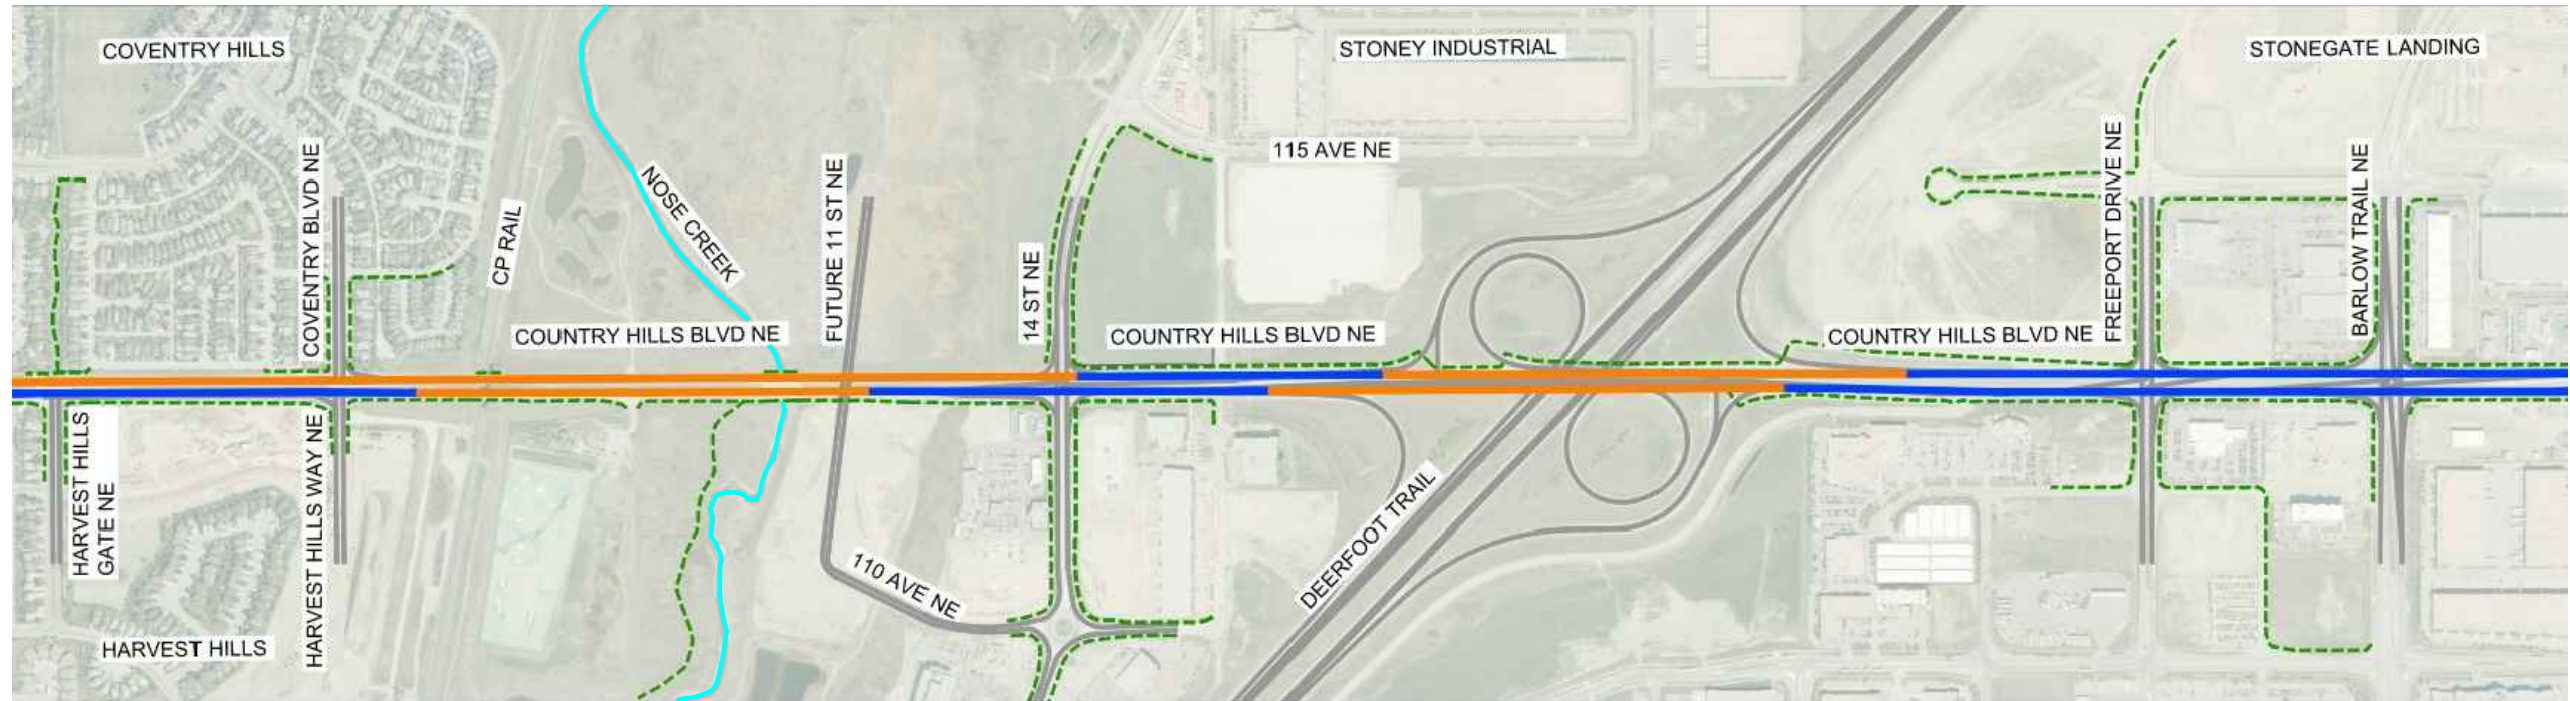 COVENTRY HILLS
STONEY INDUSTRIAL
STONEGATE LANDING
COVENTRY BLVD NE
CP RAIL
NOSE CREEK
FUTURE 11 ST NE
14 ST NE
115 AVE NE
FREEPORT DRIVE NE
BARLOW TRAIL NE
COUNTRY HILLS BLVD NE
COUNTRY HILLS BLVD NE
COUNTRY HILLS BLVD NE
HARVEST HILLS
GATE NE
HARVEST HILLS WAY NE
110 AVE NE
DEERFOOT TRAIL
HARVEST HILLS